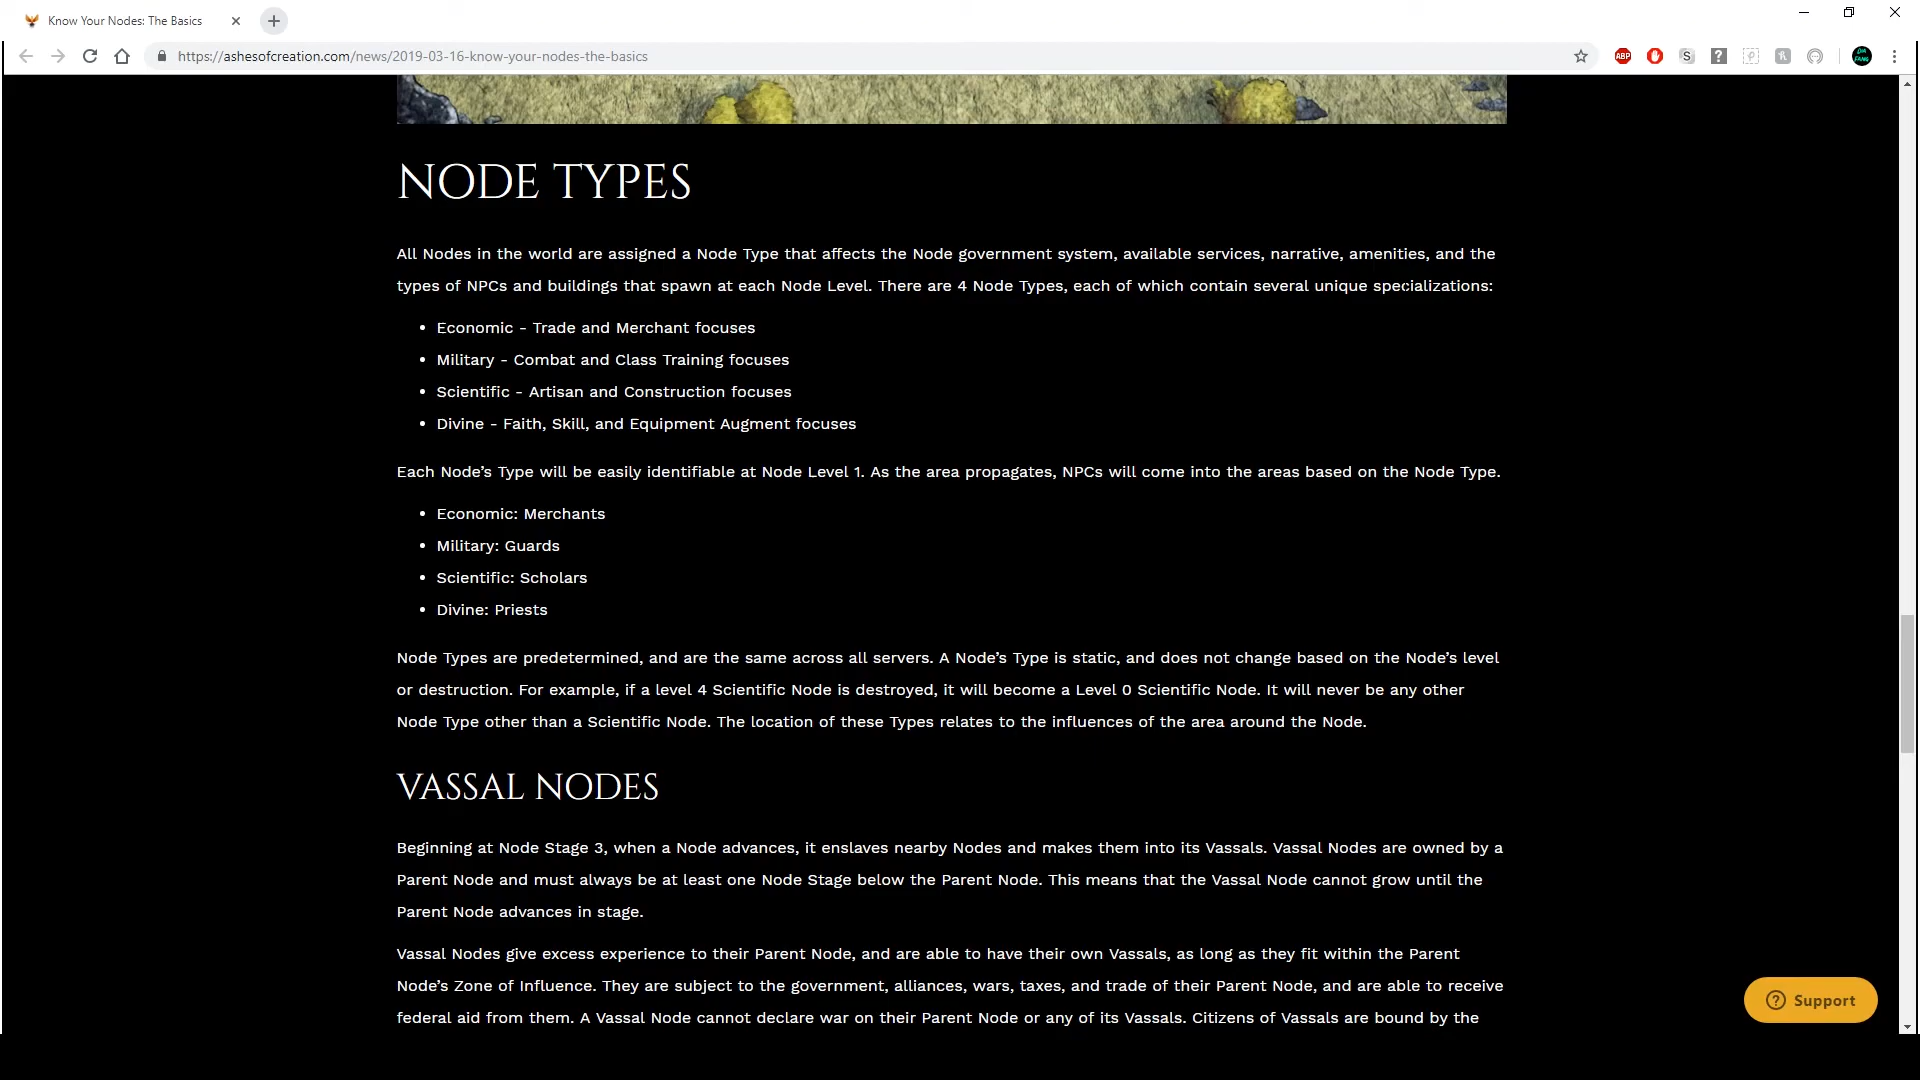 Know Your Nodes: The Basics
https://ashesofcreation.com/news/2019-03-16-know-your-nodes-the-basics
ABP
S
?
NODE TYPES
All Nodes in the world are assigned a Node Type that affects the Node government system, available services, narrative, amenities, and the
types of NPCs and buildings that spawn at each Node Level. There are 4 Node Types, each of which contain several unique specializations:
• Economic - Trade and Merchant focuses
• Military - Combat and Class Training focuses
• Scientific - Artisan and Construction focuses
• Divine - Faith, Skill, and Equipment Augment focuses
Each Node’s Type will be easily identifiable at Node Level 1. As the area propagates, NPCs will come into the areas based on the Node Type.
• Economic: Merchants
• Military: Guards
• Scientific: Scholars
• Divine: Priests
Node Types are predetermined, and are the same across all servers. A Node’s Type is static, and does not change based on the Node’s level
or destruction. For example, if a level 4 Scientific Node is destroyed, it will become a Level 0 Scientific Node. It will never be any other
Node Type other than a Scientific Node. The location of these Types relates to the influences of the area around the Node.
VASSAL NODES
Beginning at Node Stage 3, when a Node advances, it enslaves nearby Nodes and makes them into its Vassals. Vassal Nodes are owned by a
Parent Node and must always be at least one Node Stage below the Parent Node. This means that the Vassal Node cannot grow until the
Parent Node advances in stage.
Vassal Nodes give excess experience to their Parent Node, and are able to have their own Vassals, as long as they fit within the Parent
Node’s Zone of Influence. They are subject to the government, alliances, wars, taxes, and trade of their Parent Node, and are able to receive
federal aid from them. A Vassal Node cannot declare war on their Parent Node or any of its Vassals. Citizens of Vassals are bound by the
? Support